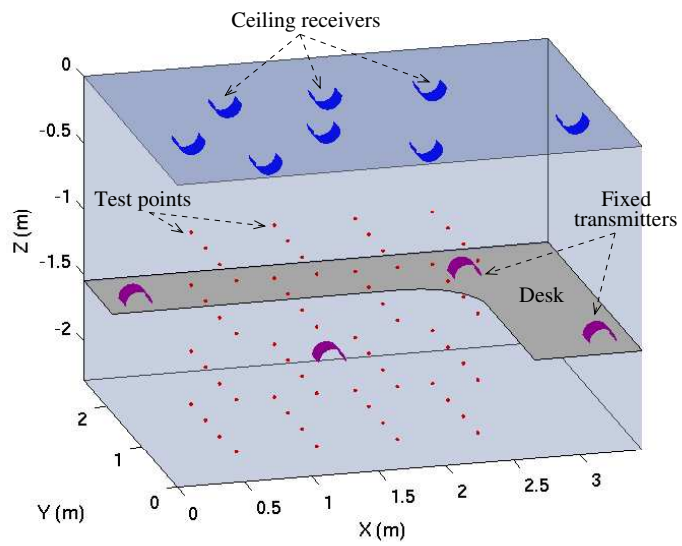 Ceiling receivers
0
-0.5
-1
-1.5
-2
Z (m)
Test points
Fixed
transmitters
Desk
2
1
0
Y (m)
0
0.5
1
1.5
2
2.5
3
X (m)